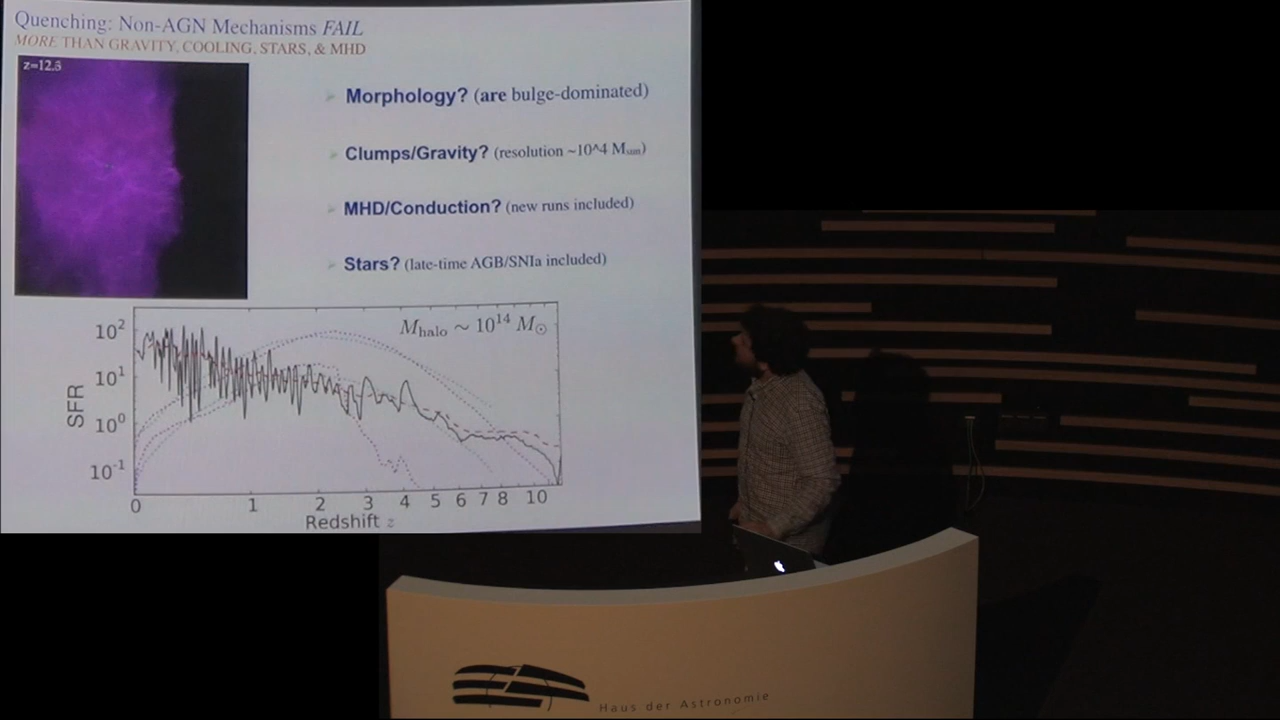 Quenching: Non-AGN Mechanisms FAIL
MORE THAN GRAVITY, COOLING, STARS, & MHD
z=12.3
Morphology? (are bulge-dominated)
Clumps/Gravity? (resolution ~10^4 Msun)
MHD/Conduction? (new runs included)
Stars? (late-time AGB/SNIa included)
Mhalo ~ 10^14 M⊙
10^2
10^1
10^0
10^-1
SFR
0 1 2 3 4 5 6 7 8 10
Redshift z
Haus der Astronomie